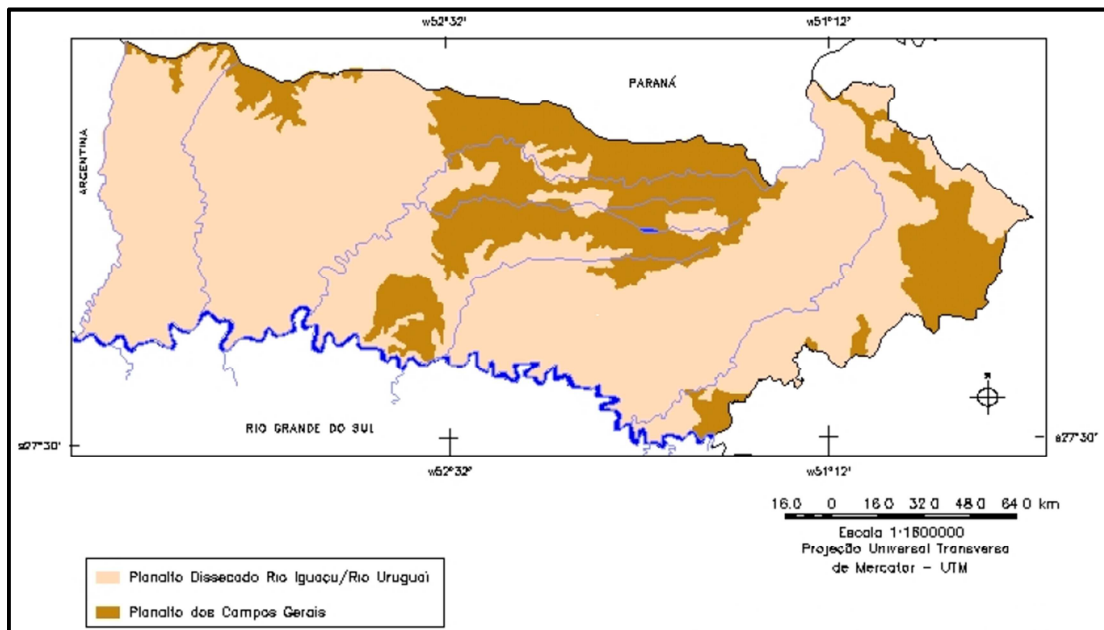 w52°32' w51°12'
PARANÁ
ARGENTINA
RIO GRANDE DO SUL
s27°30' s27°30'
w52°32' w51°12'
16.0 0 16.0 32.0 48.0 64.0 km
Escala 1:1600000
Projeção Universal Transversa
de Mercator – UTM
Planalto Dissecado Rio Iguaçu/Rio Uruguai
Planalto dos Campos Gerais